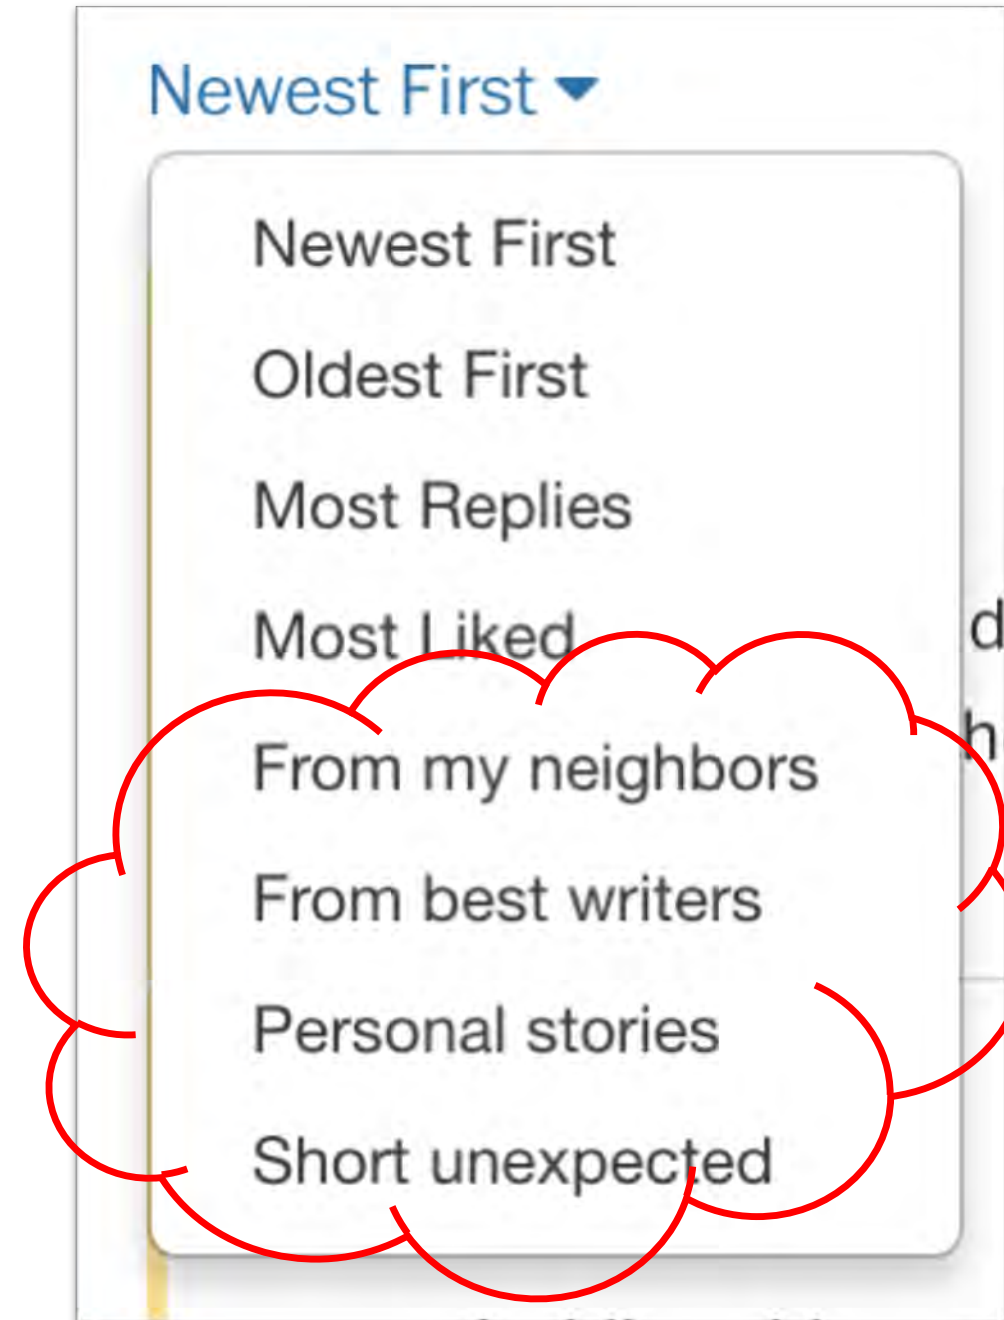 Newest First
Newest First
Oldest First
Most Replies
Most Liked
From my neighbors
From best writers
Personal stories
Short unexpected